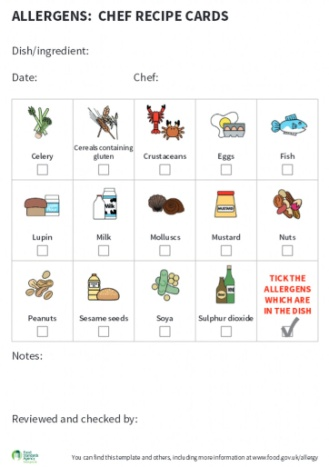 ALLERGENS: CHEF RECIPE CARDS
Dish/ingredient:
Date: Chef:
Celery
Cereals containing
gluten
Crustaceans
Eggs
Fish
Lupin
Milk
Molluscs
Mustard
Nuts
Peanuts
Sesame seeds
Soya
Sulphur dioxide
TICK THE
ALLERGENS
WHICH ARE
IN THE DISH
Notes:
Reviewed and checked by:
Food
Standards
Agency
You can find this template and others, including more information at www.food.gov.uk/allergy